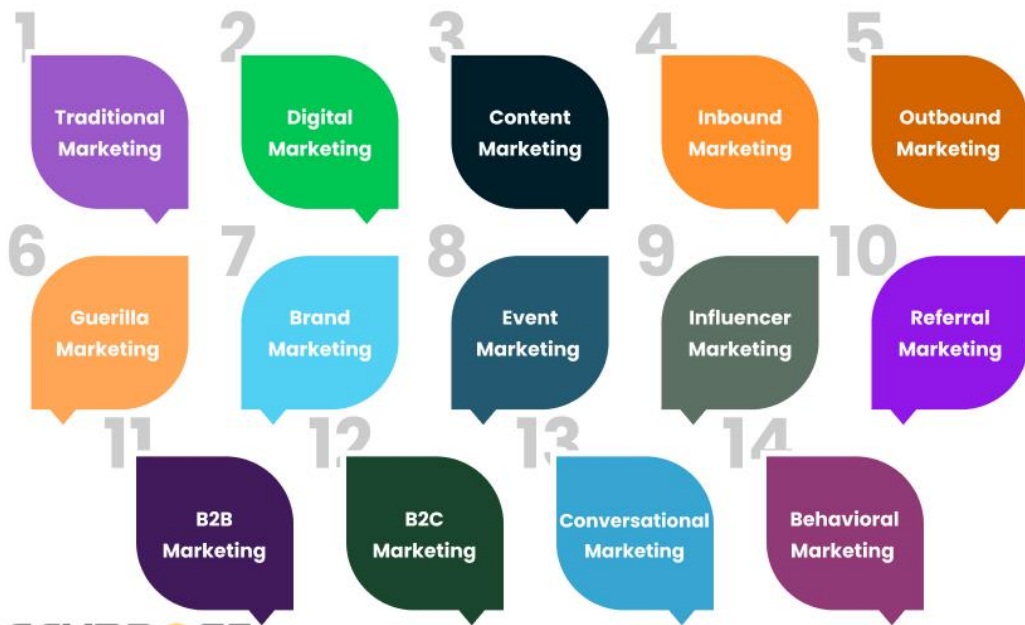 1
Traditional
Marketing
2
Digital
Marketing
3
Content
Marketing
4
Inbound
Marketing
5
Outbound
Marketing
6
Guerilla
Marketing
7
Brand
Marketing
8
Event
Marketing
9
Influencer
Marketing
10
Referral
Marketing
11
B2B
Marketing
12
B2C
Marketing
13
Conversational
Marketing
14
Behavioral
Marketing